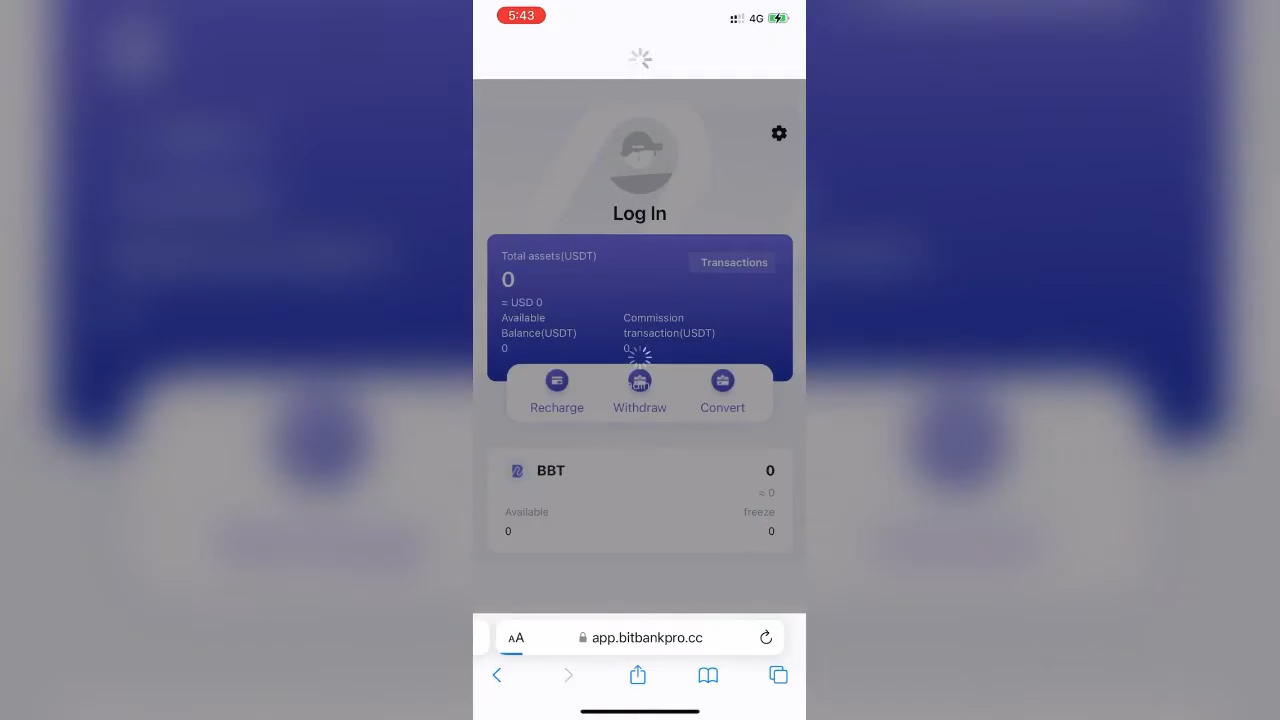 5:43
4G
Log In
Total assets(USDT)
Transactions
0
≈ USD 0
Available
Balance(USDT)
0
Commission
transaction(USDT)
0
Recharge
Withdraw
Convert
BBT
0
≈ 0
Available
freeze
0
0
AA
app.bitbankpro.cc